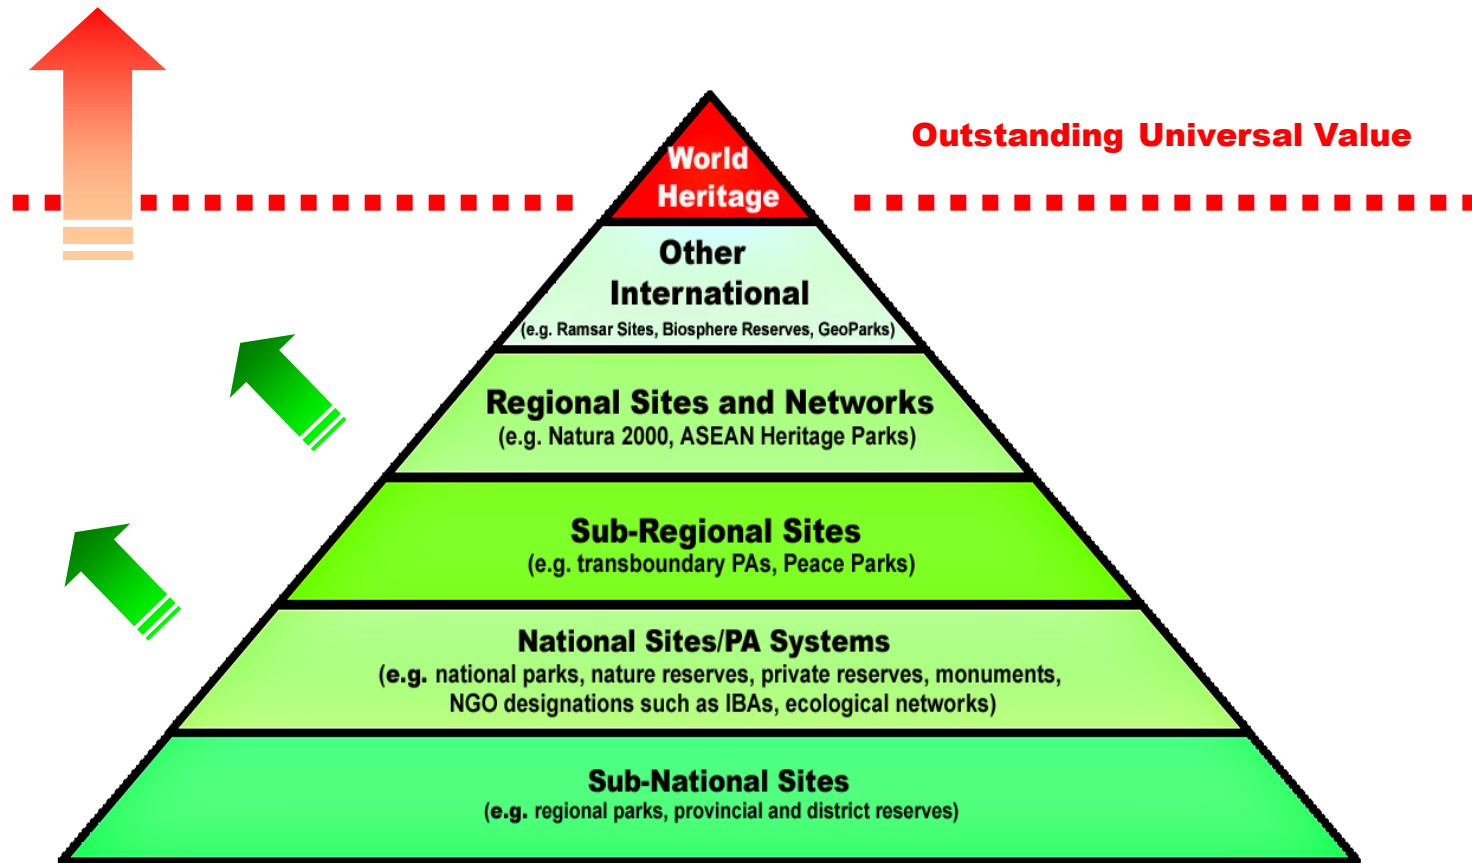 Outstanding Universal Value
World
Heritage
Other
International
(e.g. Ramsar Sites, Biosphere Reserves, GeoParks)
Regional Sites and Networks
(e.g. Natura 2000, ASEAN Heritage Parks)
Sub-Regional Sites
(e.g. transboundary PAs, Peace Parks)
National Sites/PA Systems
(e.g. national parks, nature reserves, private reserves, monuments,
NGO designations such as IBAs, ecological networks)
Sub-National Sites
(e.g. regional parks, provincial and district reserves)